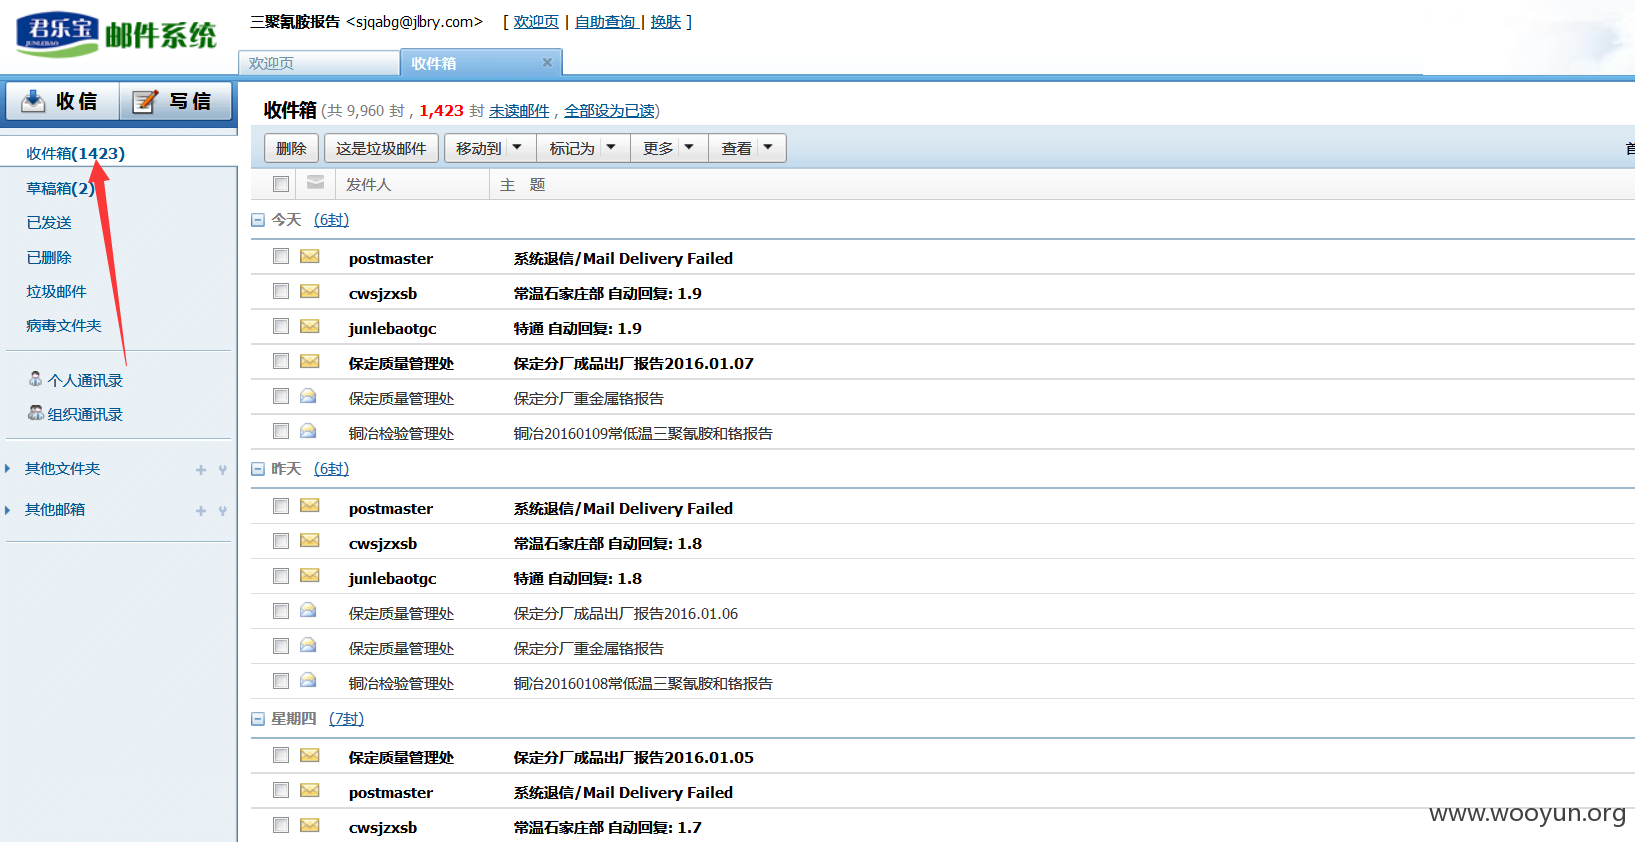 君乐宝 JUNLEBAO 邮件系统
三聚氰胺报告 <sjqabg@jlbry.com> [ 欢迎页 | 自助查询 | 换肤 ]
欢迎页 收件箱 ×
收信 写信
收件箱(共 9,960 封 , 1,423 封 未读邮件 , 全部设为已读)
删除 这是垃圾邮件 移动到 标记为 更多 查看 首
收件箱(1423)
草稿箱(2)
已发送
已删除
垃圾邮件
病毒文件夹
个人通讯录
组织通讯录
其他文件夹
其他邮箱
发件人 主 题
今天 (6封)
postmaster 系统退信/Mail Delivery Failed
cwsjzxsb 常温石家庄部 自动回复: 1.9
junlebaotgc 特通 自动回复: 1.9
保定质量管理处 保定分厂成品出厂报告2016.01.07
保定质量管理处 保定分厂重金属铬报告
铜冶检验管理处 铜冶20160109常低温三聚氰胺和铬报告
昨天 (6封)
postmaster 系统退信/Mail Delivery Failed
cwsjzxsb 常温石家庄部 自动回复: 1.8
junlebaotgc 特通 自动回复: 1.8
保定质量管理处 保定分厂成品出厂报告2016.01.06
保定质量管理处 保定分厂重金属铬报告
铜冶检验管理处 铜冶20160108常低温三聚氰胺和铬报告
星期四 (7封)
保定质量管理处 保定分厂成品出厂报告2016.01.05
postmaster 系统退信/Mail Delivery Failed
cwsjzxsb 常温石家庄部 自动回复: 1.7
www.wooyun.org